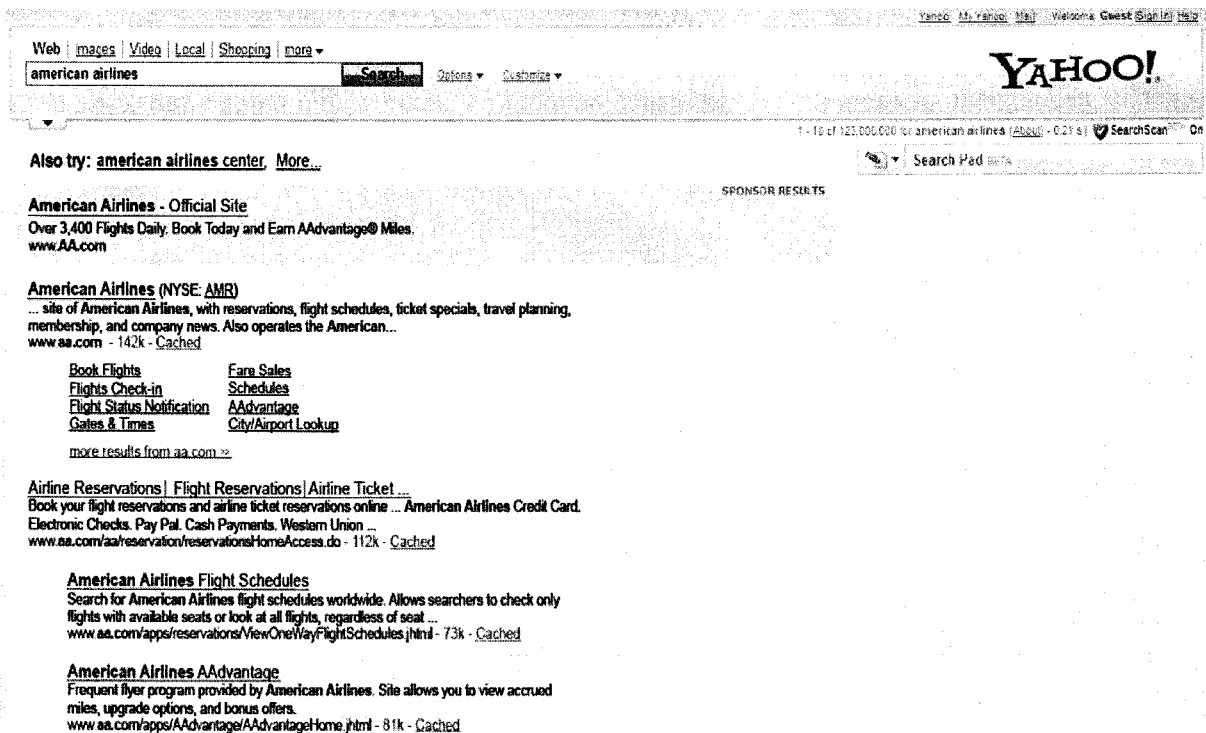 Yahoo My Yahoo! Mail Welcome, Guest [Sign In] Help
Web | Images | Video | Local | Shopping | more
american airlines Search Options Customize
YAHOO!
1 - 10 of 123,000,000 for american airlines (About) - 0.21 s | SearchScan BETA On
Also try: american airlines center, More...
Search Pad BETA
SPONSOR RESULTS
American Airlines - Official Site
Over 3,400 Flights Daily. Book Today and Earn AAdvantage® Miles.
www.AA.com
American Airlines (NYSE: AMR)
... site of American Airlines, with reservations, flight schedules, ticket specials, travel planning,
membership, and company news. Also operates the American...
www.aa.com - 142k - Cached
Book Flights Fare Sales
Flights Check-in Schedules
Flight Status Notification AAdvantage
Gates & Times City/Airport Lookup
more results from aa.com »
Airline Reservations| Flight Reservations|Airline Ticket ...
Book your flight reservations and airline ticket reservations online ... American Airlines Credit Card.
Electronic Checks. Pay Pal. Cash Payments. Western Union ...
www.aa.com/aa/reservation/reservationsHomeAccess.do - 112k - Cached
American Airlines Flight Schedules
Search for American Airlines flight schedules worldwide. Allows searchers to check only
flights with available seats or look at all flights, regardless of seat ...
www.aa.com/apps/reservations/ViewOneWayFlightSchedules.jhtml - 73k - Cached
American Airlines AAdvantage
Frequent flyer program provided by American Airlines. Site allows you to view accrued
miles, upgrade options, and bonus offers.
www.aa.com/apps/AAdvantage/AAdvantageHome.jhtml - 81k - Cached